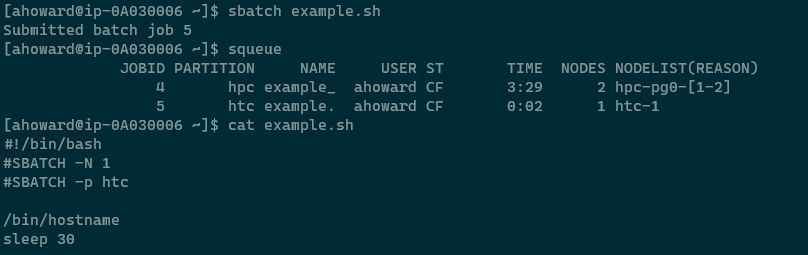 [ahoward@ip-0A030006 ~]$ sbatch example.sh
Submitted batch job 5
[ahoward@ip-0A030006 ~]$ squeue
             JOBID PARTITION     NAME     USER ST       TIME  NODES NODELIST(REASON)
                 4       hpc example_  ahoward CF       3:29      2 hpc-pg0-[1-2]
                 5       htc example.  ahoward CF       0:02      1 htc-1
[ahoward@ip-0A030006 ~]$ cat example.sh
#!/bin/bash
#SBATCH -N 1
#SBATCH -p htc

/bin/hostname
sleep 30